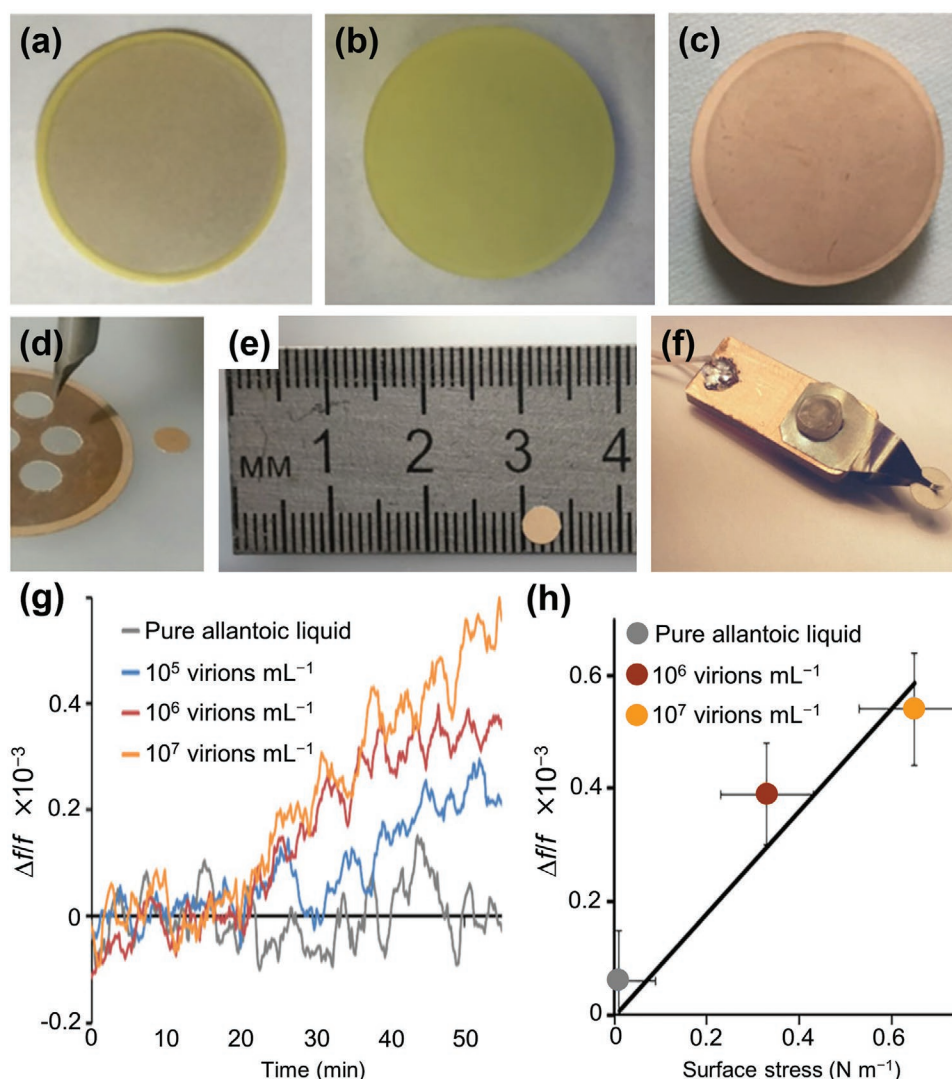 (a)
(b)
(c)
(d)
(e)
(f)
MM 1 2 3 4
(g)
Pure allantoic liquid
10⁵ virions mL⁻¹
10⁶ virions mL⁻¹
10⁷ virions mL⁻¹
Δf/f ×10⁻³
0.4
0.2
0
-0.2
0 10 20 30 40 50
Time (min)
(h)
Pure allantoic liquid
10⁶ virions mL⁻¹
10⁷ virions mL⁻¹
Δf/f ×10⁻³
0.6
0.4
0.2
0
0 0.2 0.4 0.6
Surface stress (N m⁻¹)